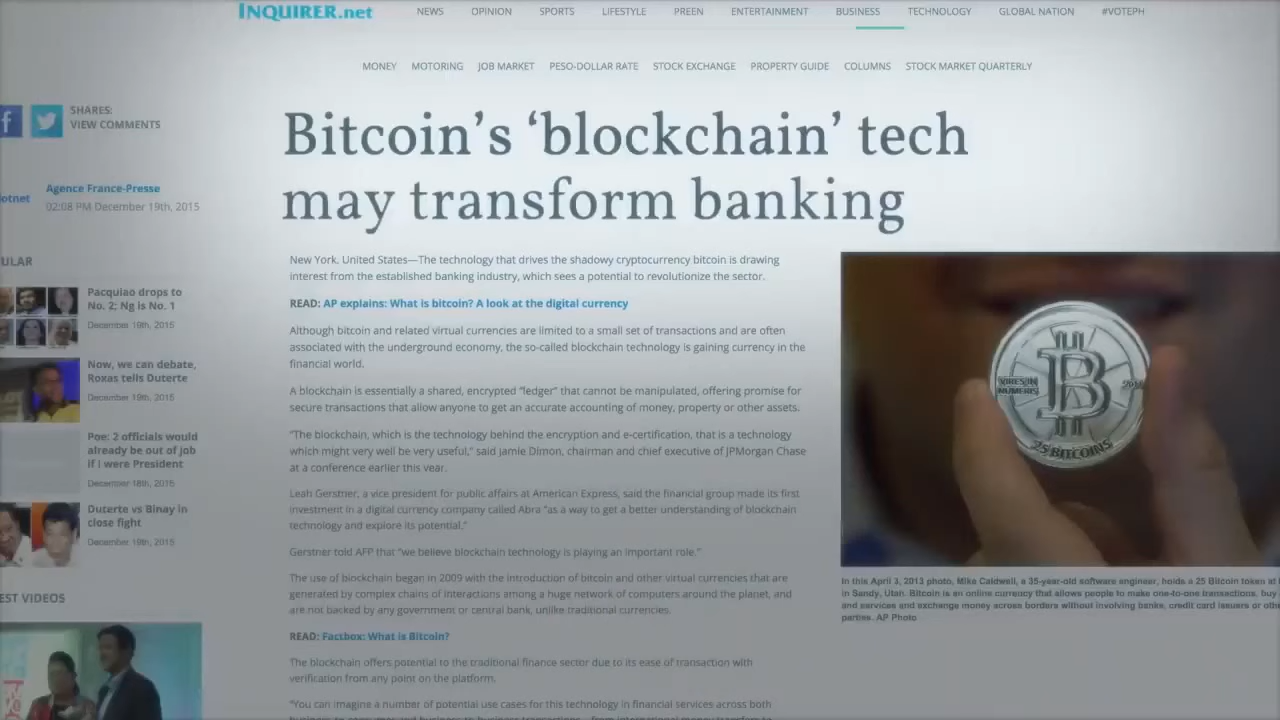 INQUIRER.net
NEWS OPINION SPORTS LIFESTYLE PREEN ENTERTAINMENT BUSINESS TECHNOLOGY GLOBAL NATION #VOTEPH
MONEY MOTORING JOB MARKET PESO-DOLLAR RATE STOCK EXCHANGE PROPERTY GUIDE COLUMNS STOCK MARKET QUARTERLY
SHARES:
VIEW COMMENTS
Bitcoin's ‘blockchain’ tech
may transform banking
otnet
Agence France-Presse
02:08 PM December 19th, 2015
ULAR
Pacquiao drops to
No. 2; Ng is No. 1
December 19th, 2015
Now, we can debate,
Roxas tells Duterte
December 19th, 2015
Poe: 2 officials would
already be out of job
if I were President
December 18th, 2015
Duterte vs Binay in
close fight
December 19th, 2015
EST VIDEOS
New York, United States—The technology that drives the shadowy cryptocurrency bitcoin is drawing
interest from the established banking industry, which sees a potential to revolutionize the sector.
READ: AP explains: What is bitcoin? A look at the digital currency
Although bitcoin and related virtual currencies are limited to a small set of transactions and are often
associated with the underground economy, the so-called blockchain technology is gaining currency in the
financial world.
A blockchain is essentially a shared, encrypted "ledger" that cannot be manipulated, offering promise for
secure transactions that allow anyone to get an accurate accounting of money, property or other assets.
"The blockchain, which is the technology behind the encryption and e-certification, that is a technology
which might very well be very useful," said Jamie Dimon, chairman and chief executive of JPMorgan Chase
at a conference earlier this year.
Leah Gerstner, a vice president for public affairs at American Express, said the financial group made its first
investment in a digital currency company called Abra "as a way to get a better understanding of blockchain
technology and explore its potential."
Gerstner told AFP that "we believe blockchain technology is playing an important role."
The use of blockchain began in 2009 with the introduction of bitcoin and other virtual currencies that are
generated by complex chains of interactions among a huge network of computers around the planet, and
are not backed by any government or central bank, unlike traditional currencies.
READ: Factbox: What is Bitcoin?
The blockchain offers potential to the traditional finance sector due to its ease of transaction with
verification from any point on the platform.
"You can imagine a number of potential use cases for this technology in financial services across both
VIRES IN
NUMERIS
25 BITCOINS
In this April 3, 2013 photo, Mike Caldwell, a 35-year-old software engineer, holds a 25 Bitcoin token at
in Sandy, Utah. Bitcoin is an online currency that allows people to make one-to-one transactions, buy
and services and exchange money across borders without involving banks, credit card issuers or
parties. AP Photo